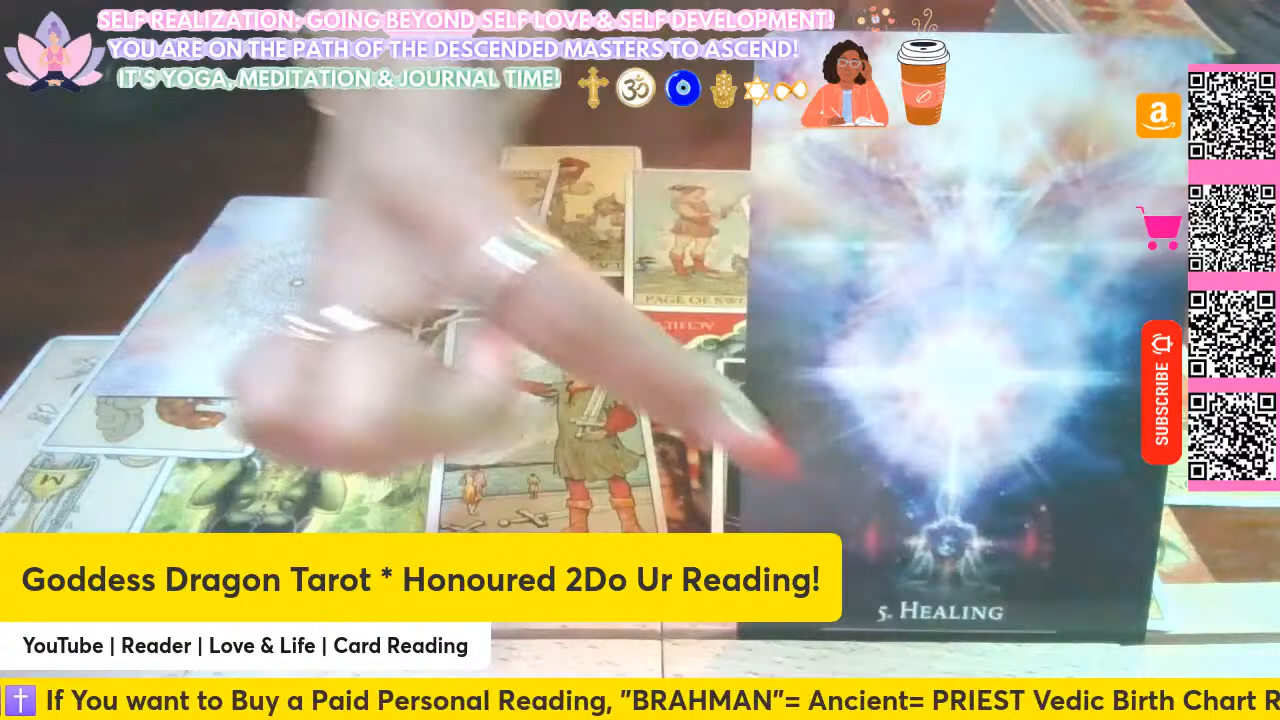 SELF REALIZATION; GOING BEYOND SELF LOVE & SELF DEVELOPMENT!
YOU ARE ON THE PATH OF THE DESCENDED MASTERS TO ASCEND!
IT'S YOGA, MEDITATION & JOURNAL TIME!
a
PAGE OF SWO
SUBSCRIBE
5. HEALING
Goddess Dragon Tarot * Honoured 2Do Ur Reading!
YouTube | Reader | Love & Life | Card Reading
If You want to Buy a Paid Personal Reading, "BRAHMAN"= Ancient= PRIEST Vedic Birth Chart R